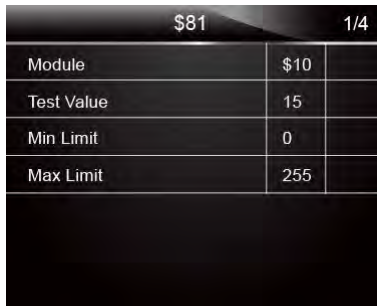 $81 1/4
Module $10
Test Value 15
Min Limit 0
Max Limit 255